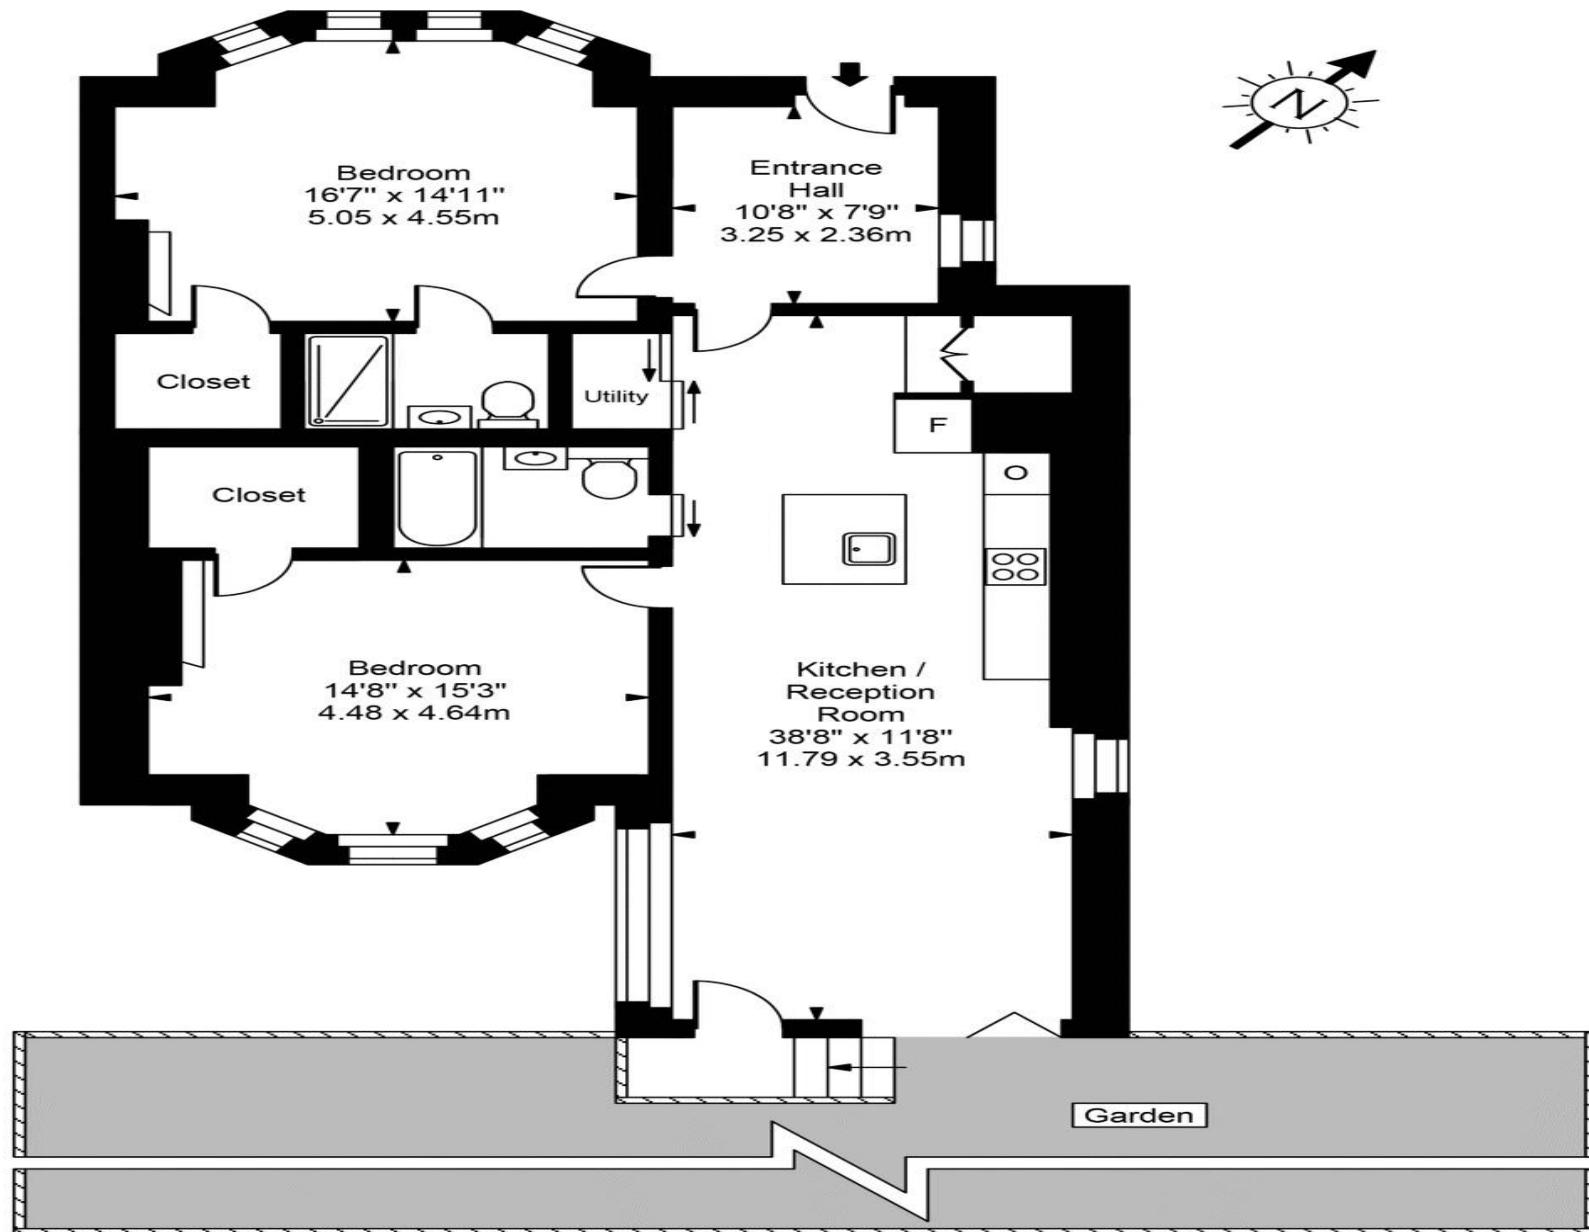 N
Bedroom
16'7" x 14'11"
5.05 x 4.55m
Entrance
Hall
10'8" x 7'9"
3.25 x 2.36m
Closet
Utility
F
Closet
Bedroom
14'8" x 15'3"
4.48 x 4.64m
Kitchen /
Reception
Room
38'8" x 11'8"
11.79 x 3.55m
Garden